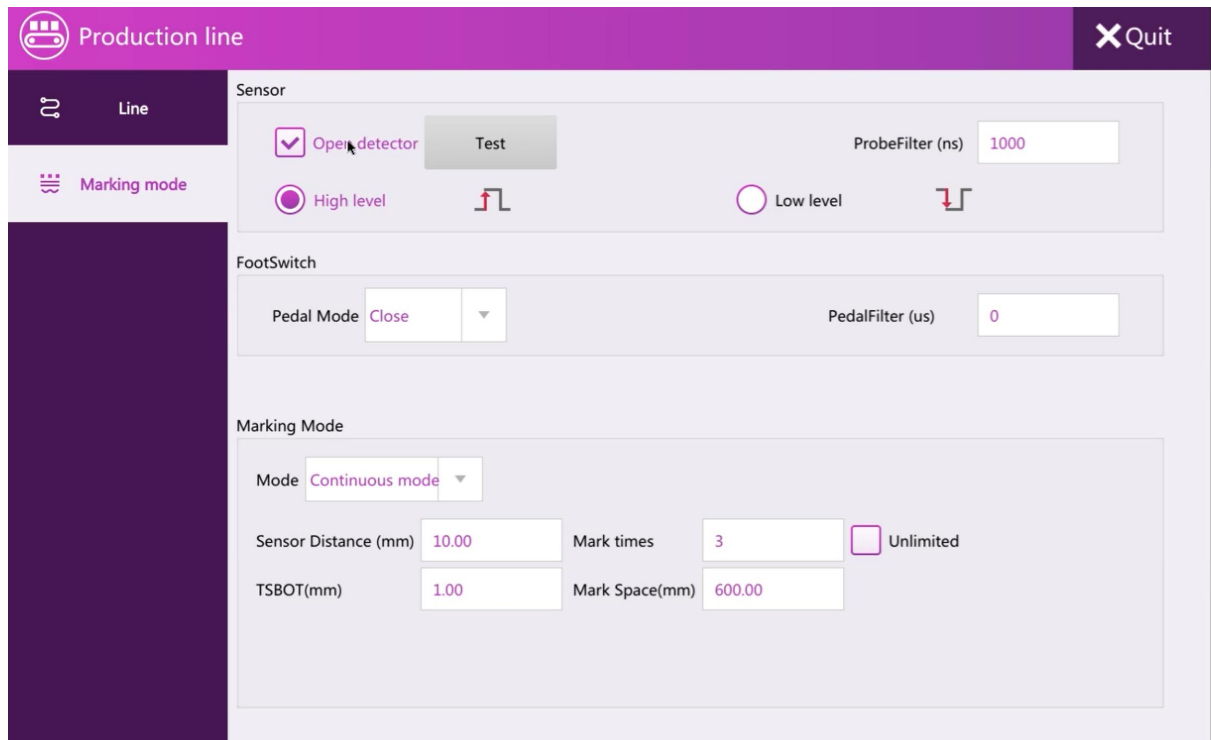 Production line
Quit
Line
Marking mode
Sensor
Open detector
Test
ProbeFilter (ns)
1000
High level
Low level
FootSwitch
Pedal Mode
Close
PedalFilter (us)
0
Marking Mode
Mode
Continuous mode
Sensor Distance (mm)
10.00
Mark times
3
Unlimited
TSBOT(mm)
1.00
Mark Space(mm)
600.00